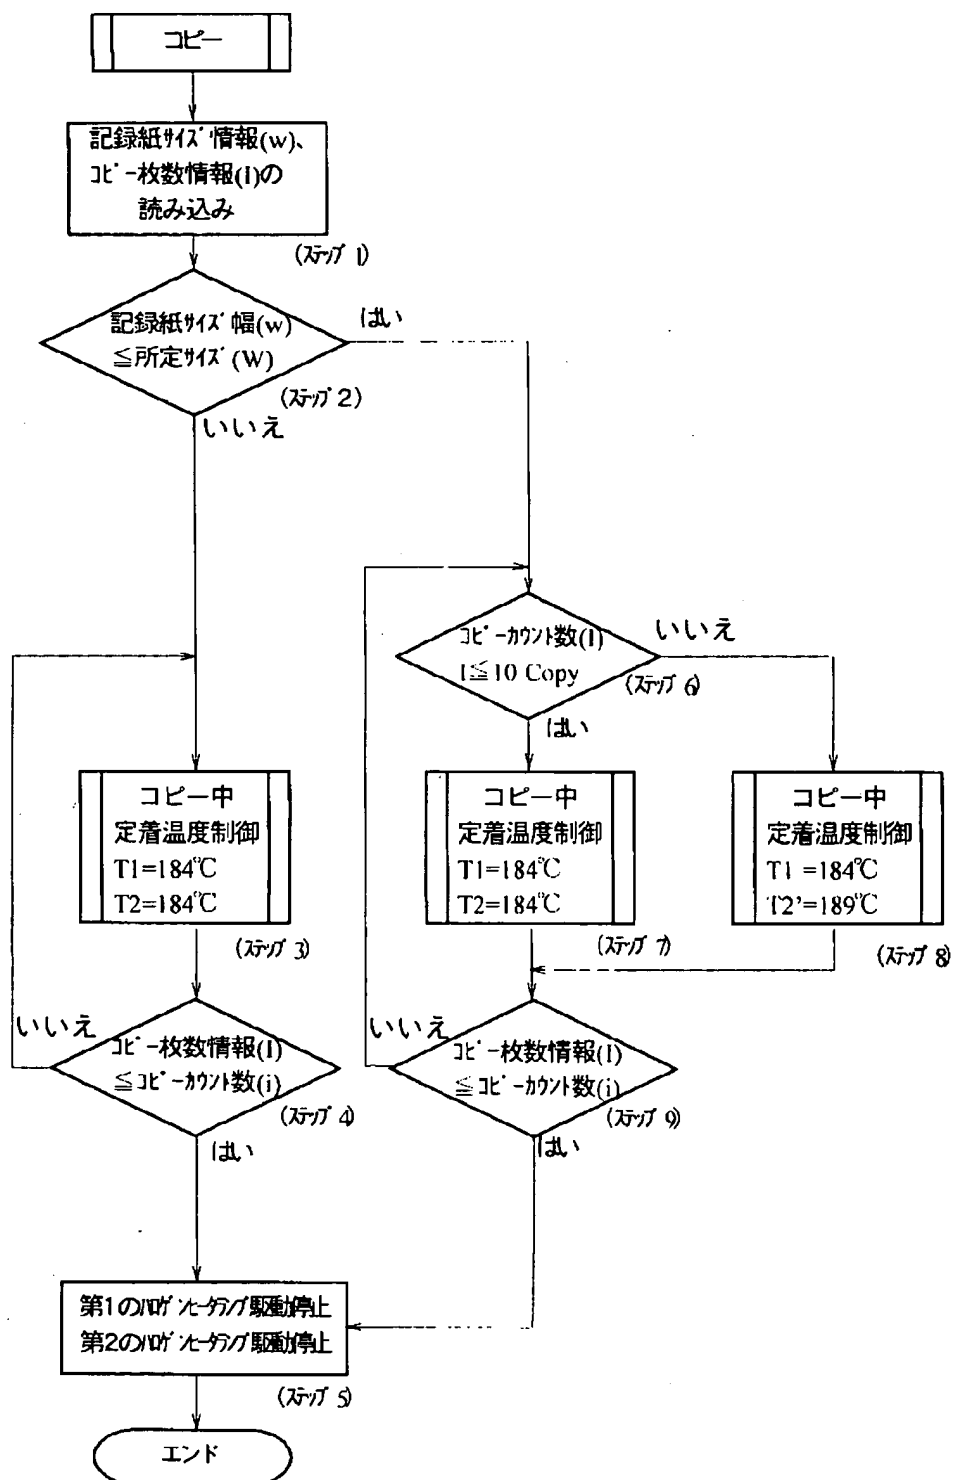 コピー
記録紙ｻｲｽﾞ情報(w)、
ｺﾋﾟｰ枚数情報(i)の
読み込み
(ｽﾃｯﾌﾟ 1)
記録紙ｻｲｽﾞ幅(w)
≦所定ｻｲｽﾞ(W)
はい
(ｽﾃｯﾌﾟ 2)
いいえ
ｺﾋﾟｰｶｳﾝﾄ数(I)
I≦10 Copy
いいえ
(ｽﾃｯﾌﾟ 6)
はい
コピー中
定着温度制御
T1=184℃
T2=184℃
(ｽﾃｯﾌﾟ 3)
コピー中
定着温度制御
T1=184℃
T2=184℃
(ｽﾃｯﾌﾟ 7)
コピー中
定着温度制御
T1 =184℃
T2'=189℃
(ｽﾃｯﾌﾟ 8)
いいえ
ｺﾋﾟｰ枚数情報(I)
≦ｺﾋﾟｰｶｳﾝﾄ数(i)
(ｽﾃｯﾌﾟ 4)
はい
いいえ
ｺﾋﾟｰ枚数情報(I)
≦ｺﾋﾟｰｶｳﾝﾄ数(i)
(ｽﾃｯﾌﾟ 9)
はい
第1のﾊﾛｹﾞﾝﾋｰﾀﾗﾝﾌﾟ駆動停止
第2のﾊﾛｹﾞﾝﾋｰﾀﾗﾝﾌﾟ駆動停止
(ｽﾃｯﾌﾟ 5)
エンド